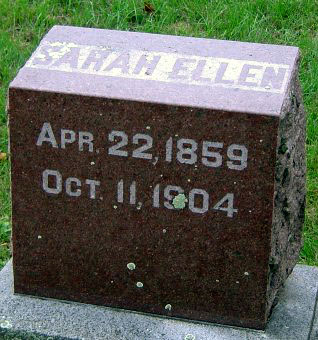 SARAH ELLEN
APR. 22, 1859
OCT. 11, 1904